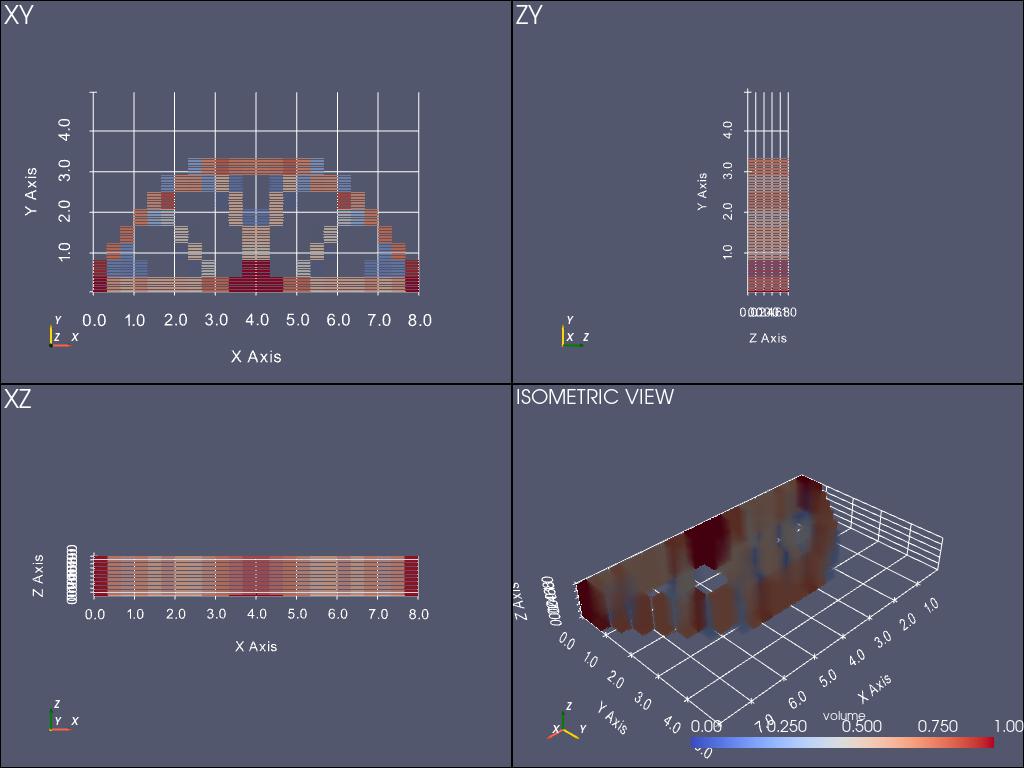 XY
4.0
3.0
2.0
1.0
Y Axis
0.0 1.0 2.0 3.0 4.0 5.0 6.0 7.0 8.0
X Axis
Y
Z X
ZY
4.0
3.0
2.0
1.0
Y Axis
Z Axis
Y
X Z
XZ
Z Axis
0.0 1.0 2.0 3.0 4.0 5.0 6.0 7.0 8.0
X Axis
Z
Y X
ISOMETRIC VIEW
Z Axis
0.0 1.0 2.0 3.0 4.0
Y Axis
7.0 6.0 5.0 4.0 3.0 2.0 1.0
X Axis
Z
X Y
volume
0.00 0.250 0.500 0.750 1.00